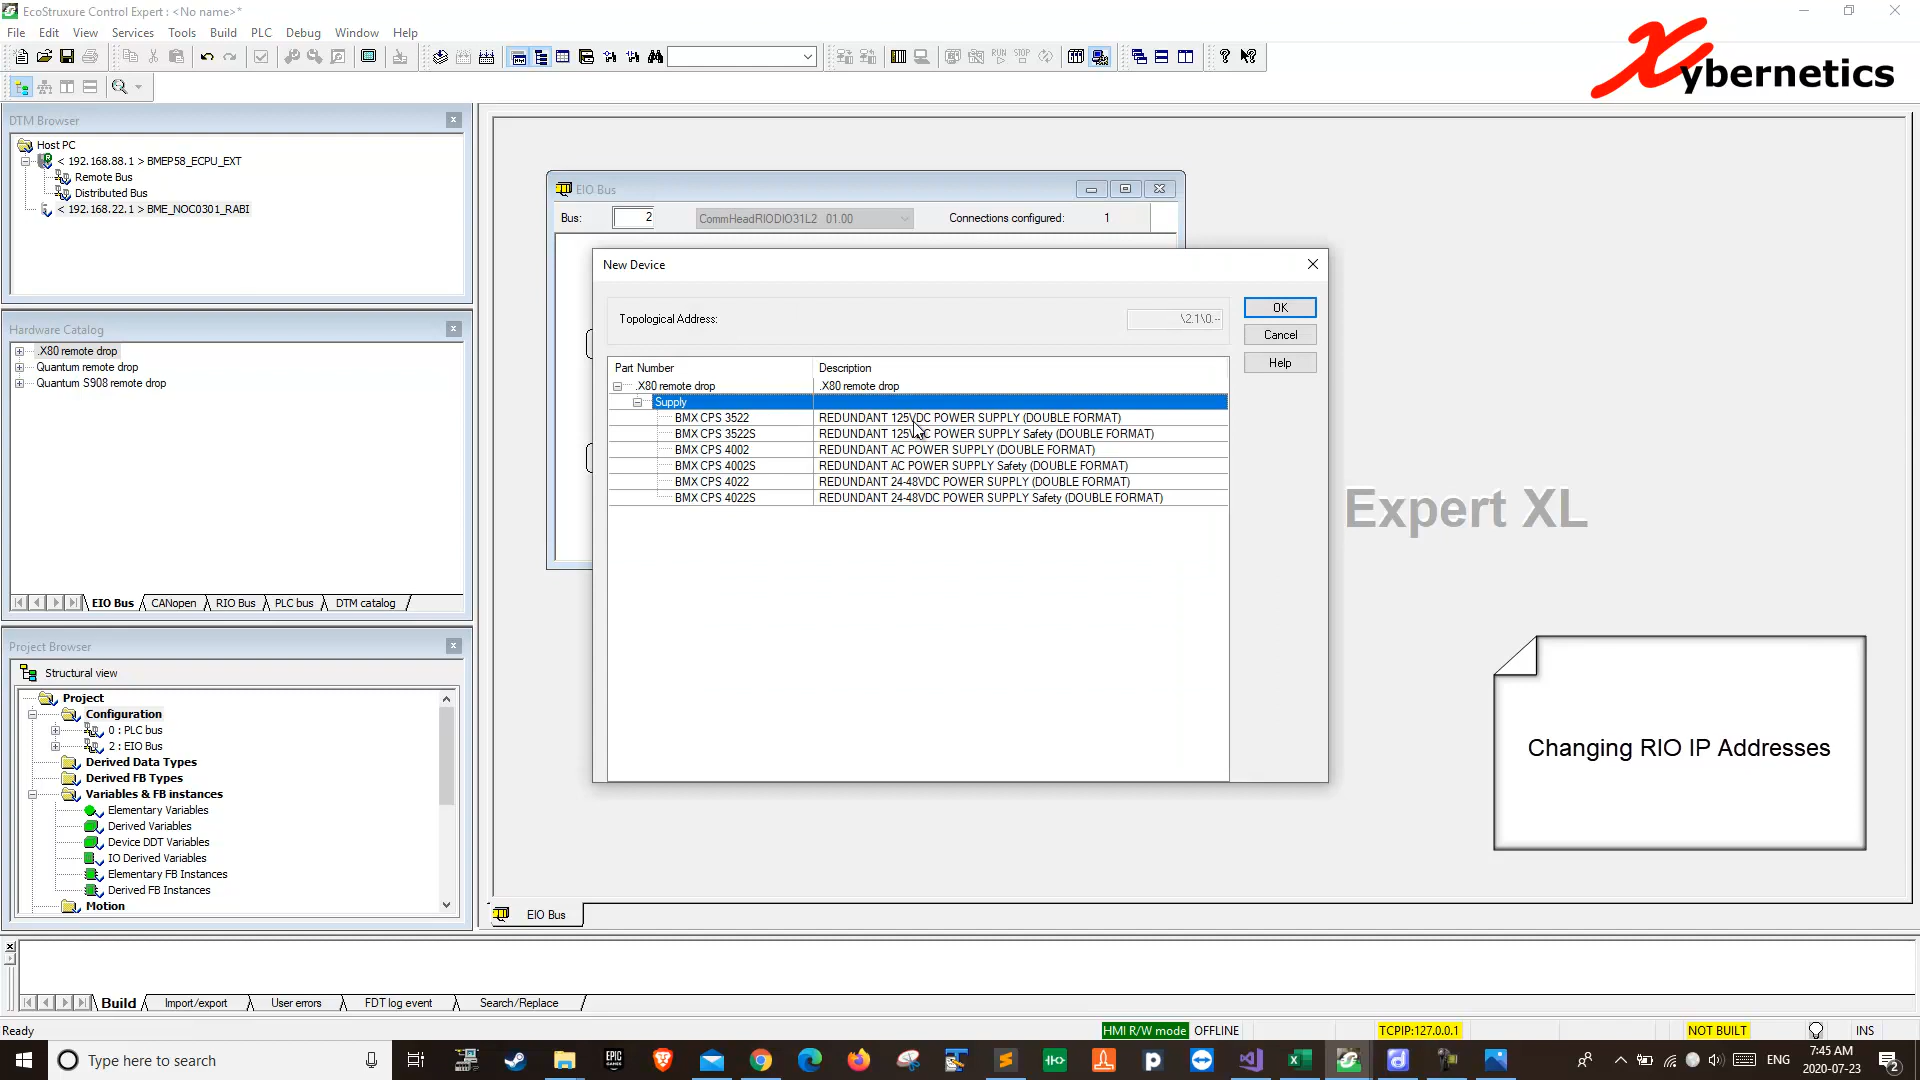 EcoStruxure Control Expert : <No name>*
File Edit View Services Tools Build PLC Debug Window Help
Xybernetics
DTM Browser
Host PC
< 192.168.88.1 > BMEP58_ECPU_EXT
Remote Bus
Distributed Bus
< 192.168.22.1 > BME_NOC0301_RABI
Hardware Catalog
.X80 remote drop
Quantum remote drop
Quantum S908 remote drop
EIO Bus CANopen RIO Bus PLC bus DTM catalog
Project Browser
Structural view
Project
Configuration
0 : PLC bus
2 : EIO Bus
Derived Data Types
Derived FB Types
Variables & FB instances
Elementary Variables
Derived Variables
Device DDT Variables
IO Derived Variables
Elementary FB Instances
Derived FB Instances
Motion
EIO Bus
Bus: 2 CommHeadRIODIO31L2 01.00 Connections configured: 1
New Device
Topological Address: \2.1\0.--
OK
Cancel
Help
Part Number Description
.X80 remote drop .X80 remote drop
Supply
BMX CPS 3522 REDUNDANT 125VDC POWER SUPPLY (DOUBLE FORMAT)
BMX CPS 3522S REDUNDANT 125VDC POWER SUPPLY Safety (DOUBLE FORMAT)
BMX CPS 4002 REDUNDANT AC POWER SUPPLY (DOUBLE FORMAT)
BMX CPS 4002S REDUNDANT AC POWER SUPPLY Safety (DOUBLE FORMAT)
BMX CPS 4022 REDUNDANT 24-48VDC POWER SUPPLY (DOUBLE FORMAT)
BMX CPS 4022S REDUNDANT 24-48VDC POWER SUPPLY Safety (DOUBLE FORMAT)
Expert XL
Changing RIO IP Addresses
EIO Bus
Build Import/export User errors FDT log event Search/Replace
Ready HMI R/W mode OFFLINE TCPIP:127.0.0.1 NOT BUILT INS
Type here to search
ENG
7:45 AM
2020-07-23
2